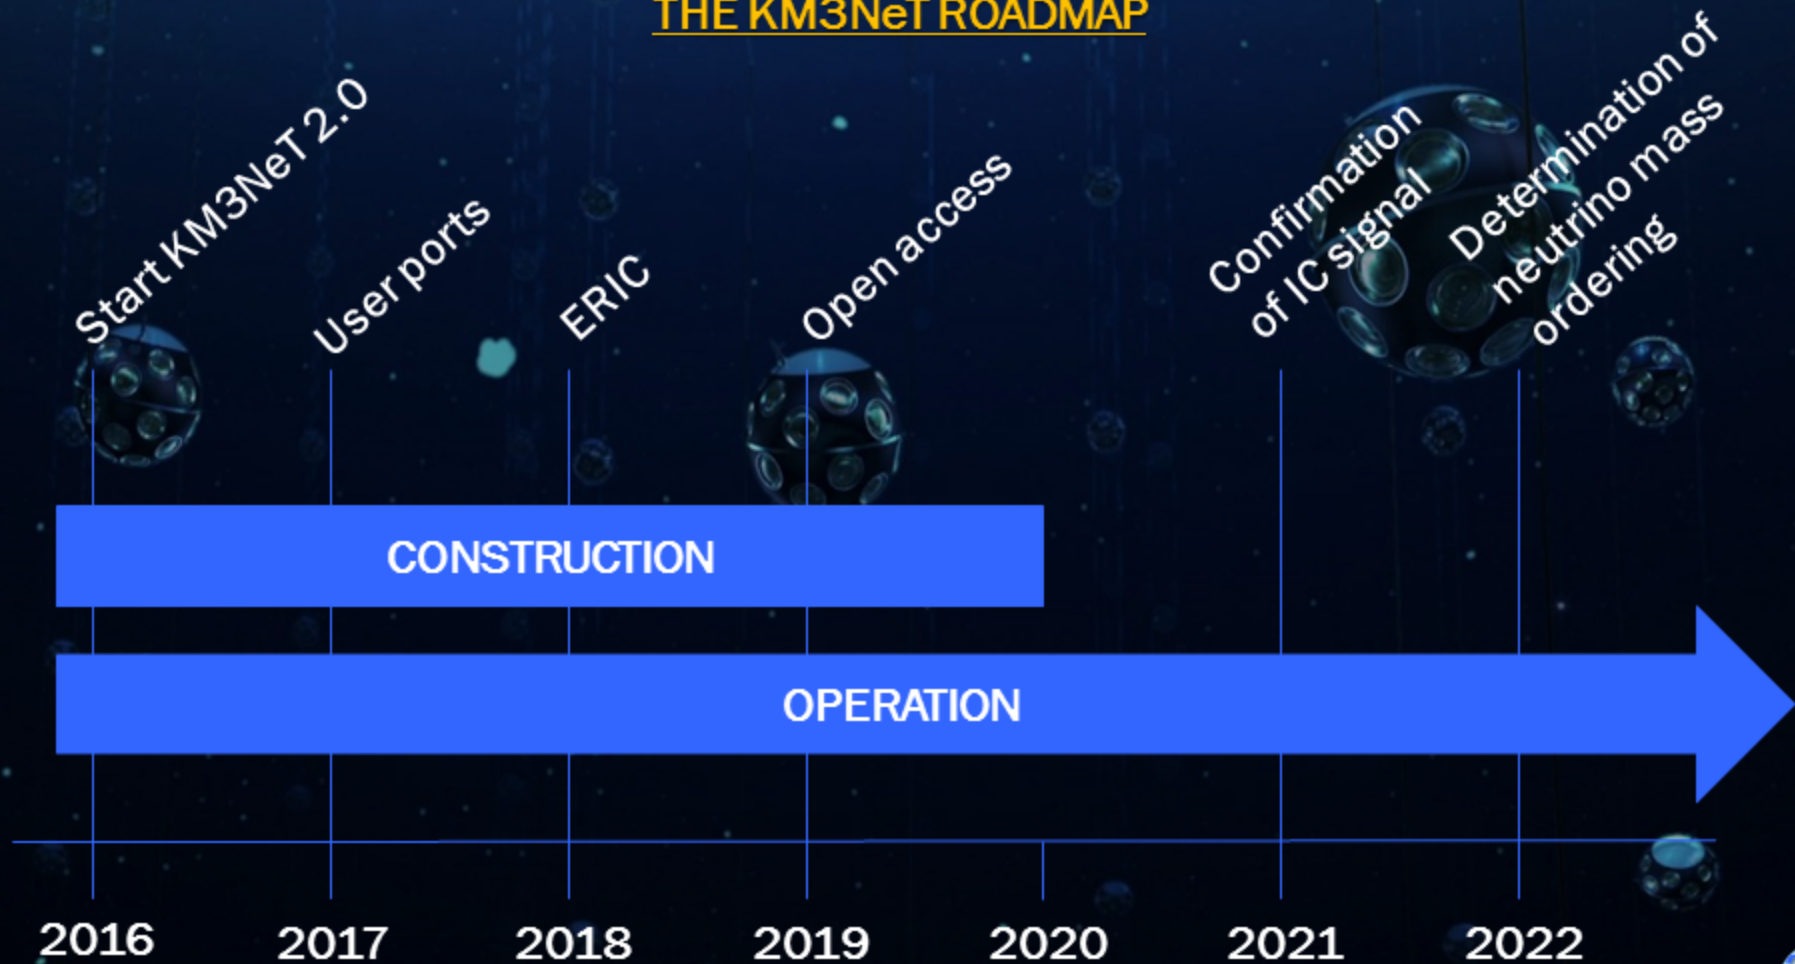 THE KM3NeT ROADMAP
Start KM3NeT 2.0
User ports
ERIC
Open access
Confirmation
of IC signal
Determination of
neutrino mass
ordering
CONSTRUCTION
OPERATION
2016
2017
2018
2019
2020
2021
2022